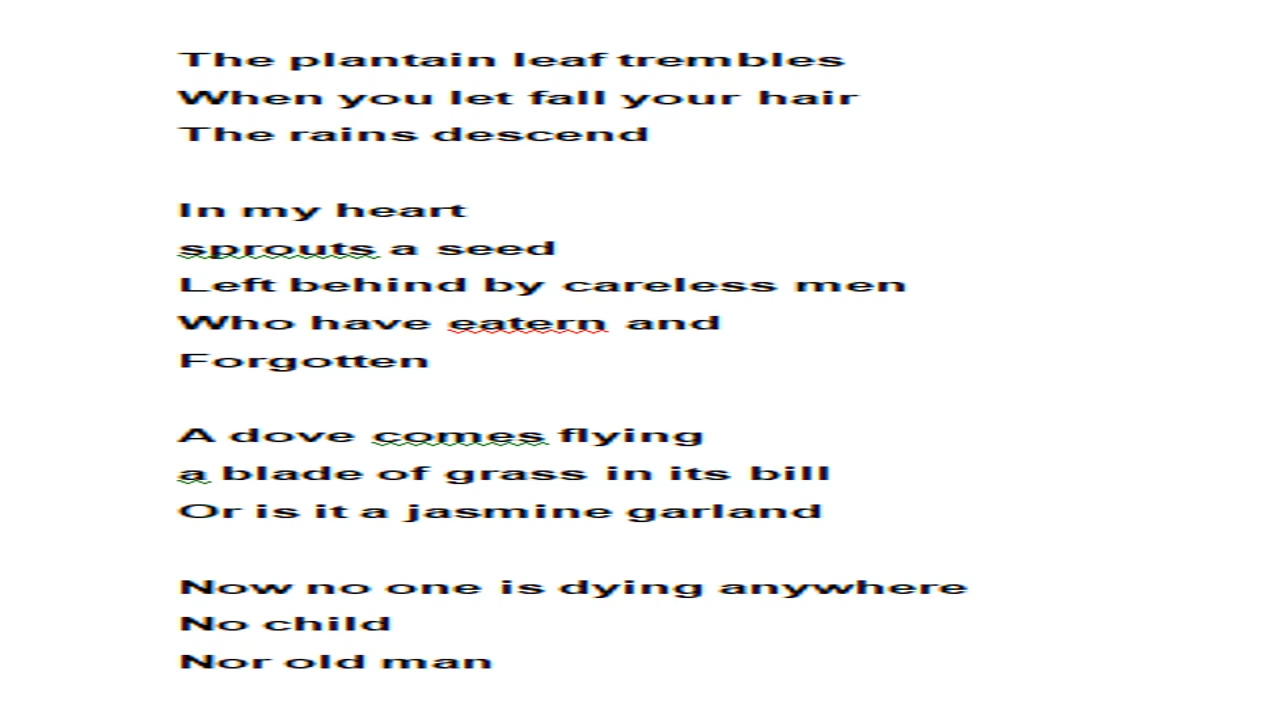 The plantain leaf trembles
When you let fall your hair
The rains descend
In my heart
sprouts a seed
Left behind by careless men
Who have eatern and
Forgotten
A dove comes flying
a blade of grass in its bill
Or is it a jasmine garland
Now no one is dying anywhere
No child
Nor old man